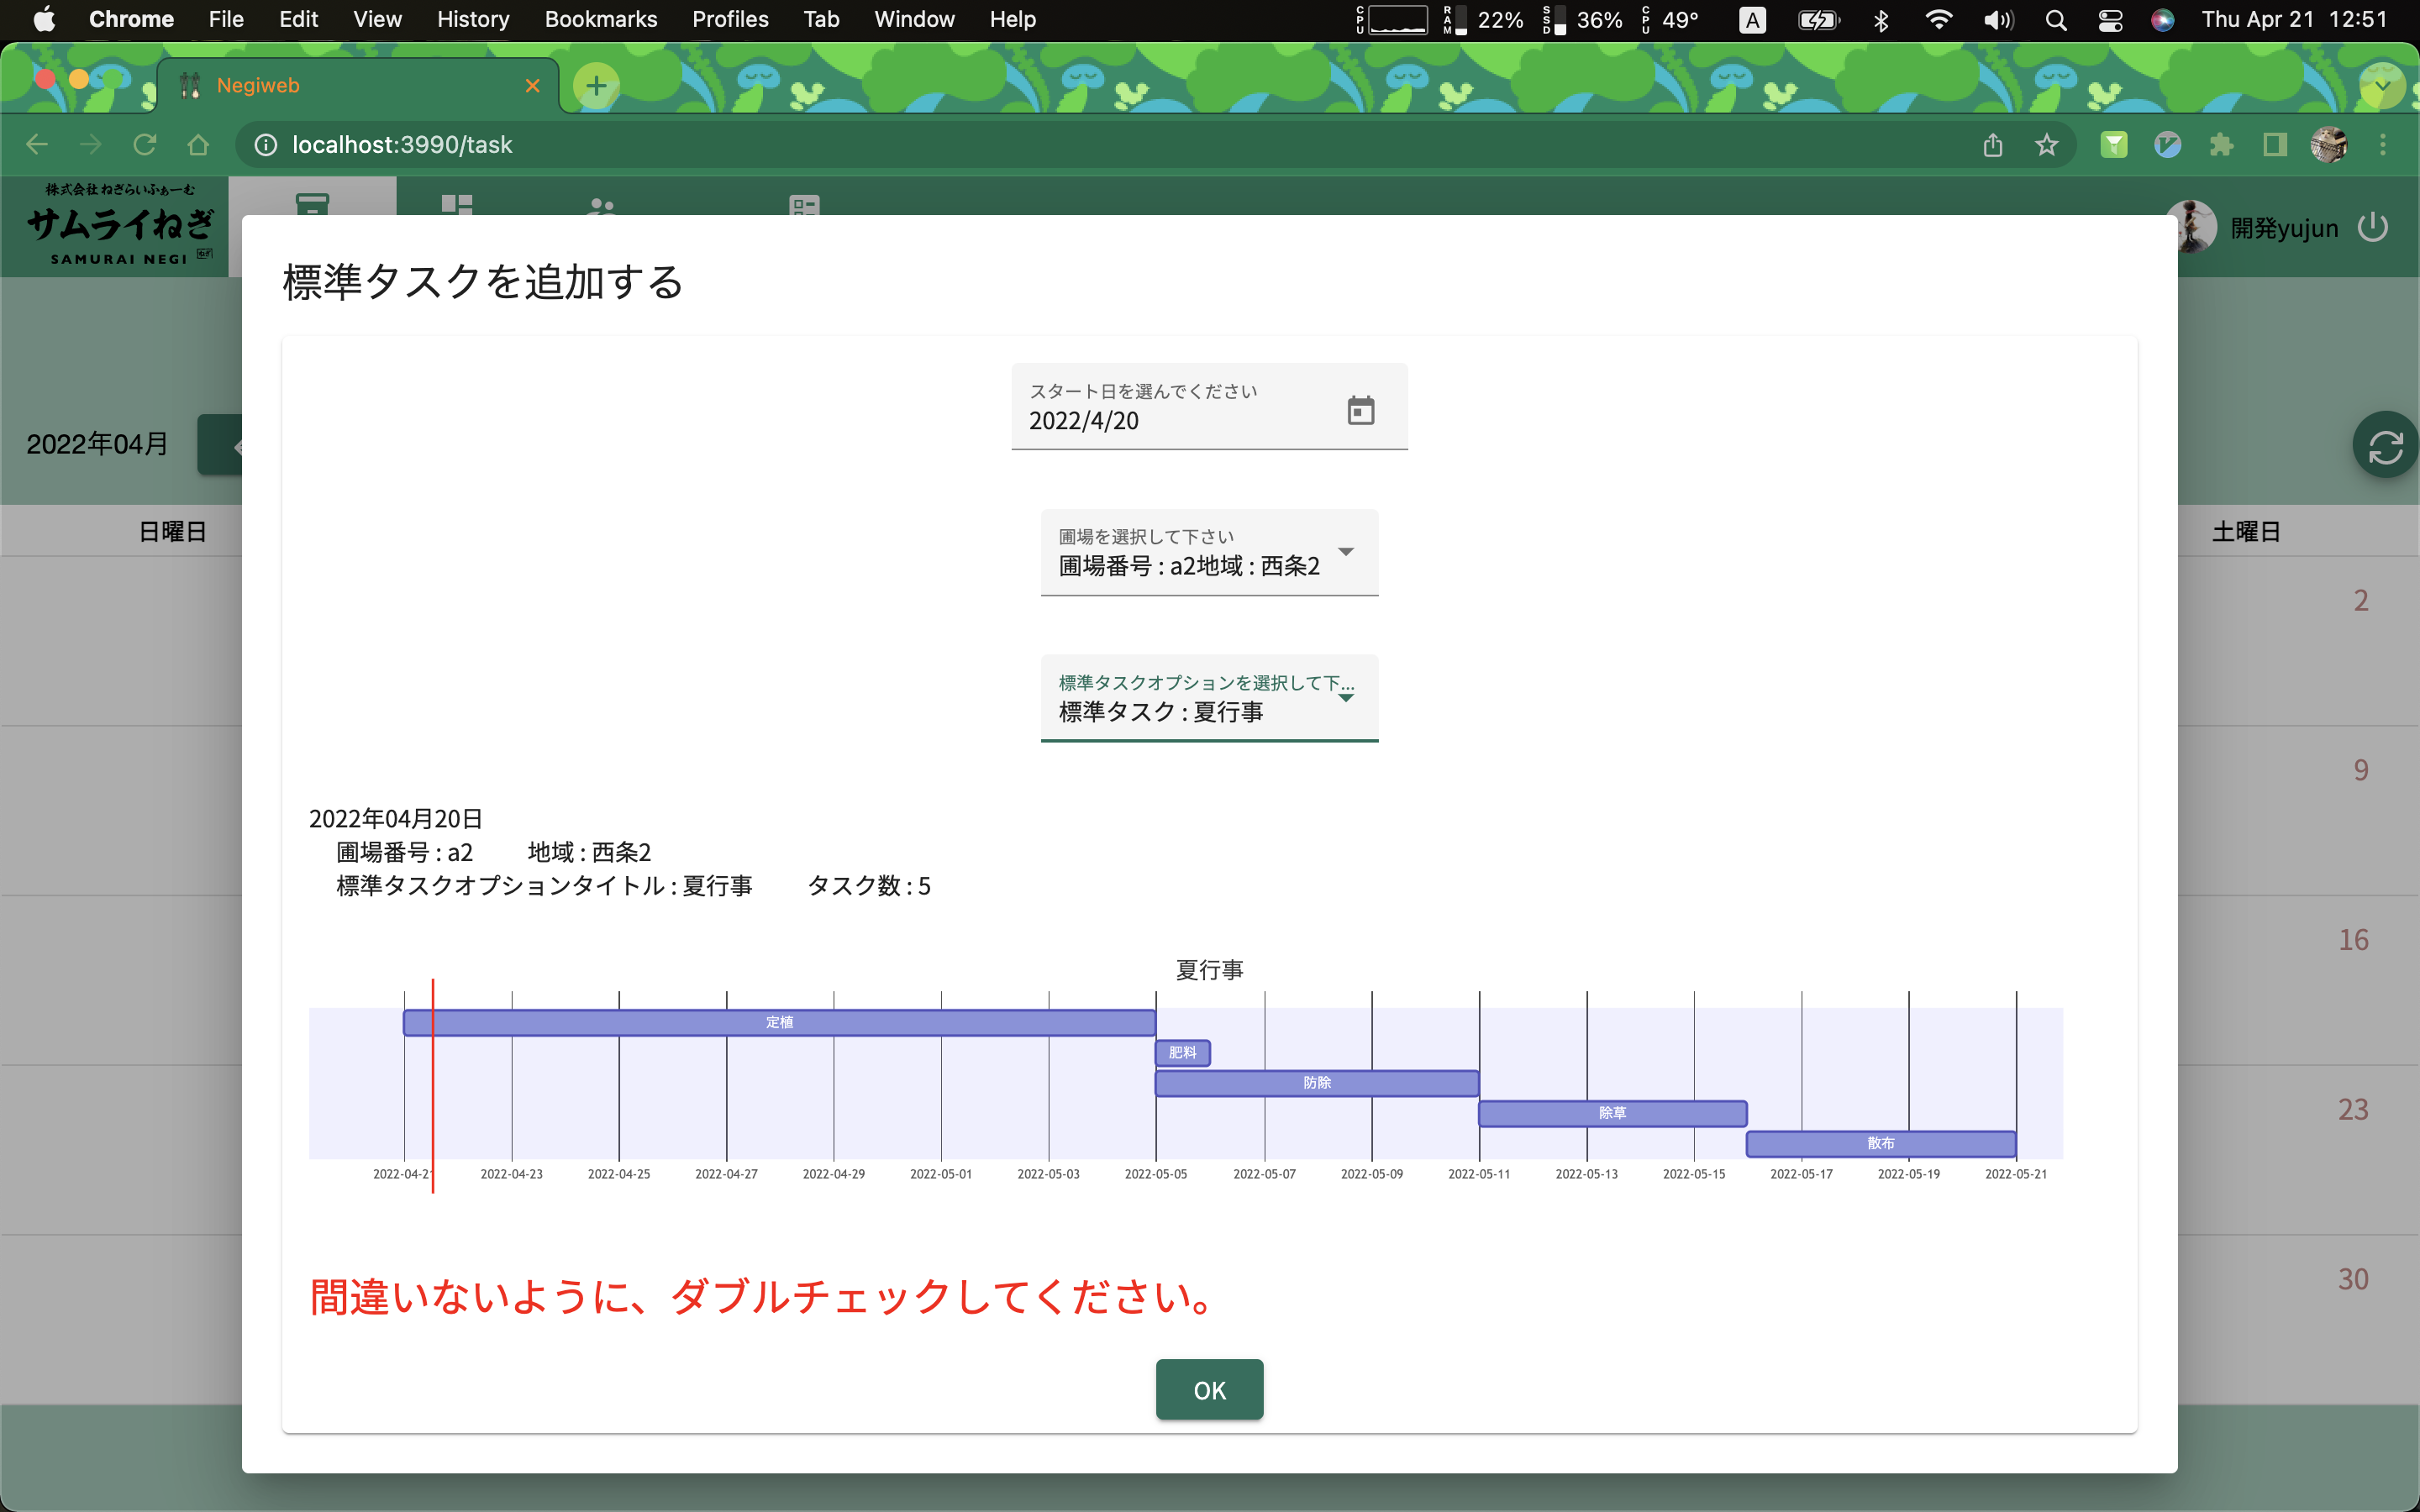 Chrome File Edit View History Bookmarks Profiles Tab Window Help CPU RAM 22% SSD 36% CPU 49° A Thu Apr 21 12:51
Negiweb
localhost:3990/task
株式会社 ねぎらいふぁーむ
サムライねぎ
SAMURAI NEGI
開発yujun
標準タスクを追加する
スタート日を選んでください
2022/4/20
2022年04月
圃場を選択して下さい
圃場番号 : a2地域 : 西条2
日曜日
土曜日
2
標準タスクオプションを選択して下...
標準タスク : 夏行事
9
2022年04月20日
圃場番号 : a2 地域 : 西条2
標準タスクオプションタイトル : 夏行事 タスク数 : 5
16
夏行事
定植
肥料
防除
除草
23
散布
2022-04-21 2022-04-23 2022-04-25 2022-04-27 2022-04-29 2022-05-01 2022-05-03 2022-05-05 2022-05-07 2022-05-09 2022-05-11 2022-05-13 2022-05-15 2022-05-17 2022-05-19 2022-05-21
30
間違いないように、ダブルチェックしてください。
OK